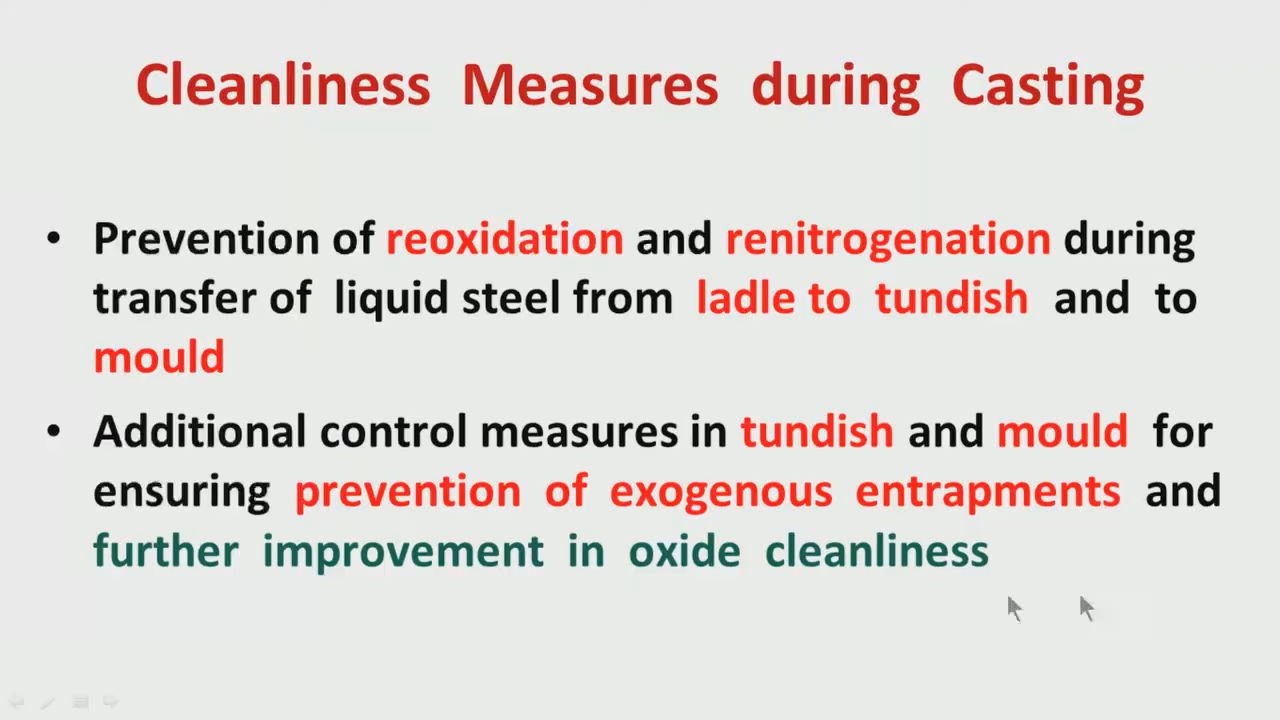 Cleanliness Measures during Casting
• Prevention of reoxidation and renitrogenation during
transfer of liquid steel from ladle to tundish and to
mould
• Additional control measures in tundish and mould for
ensuring prevention of exogenous entrapments and
further improvement in oxide cleanliness